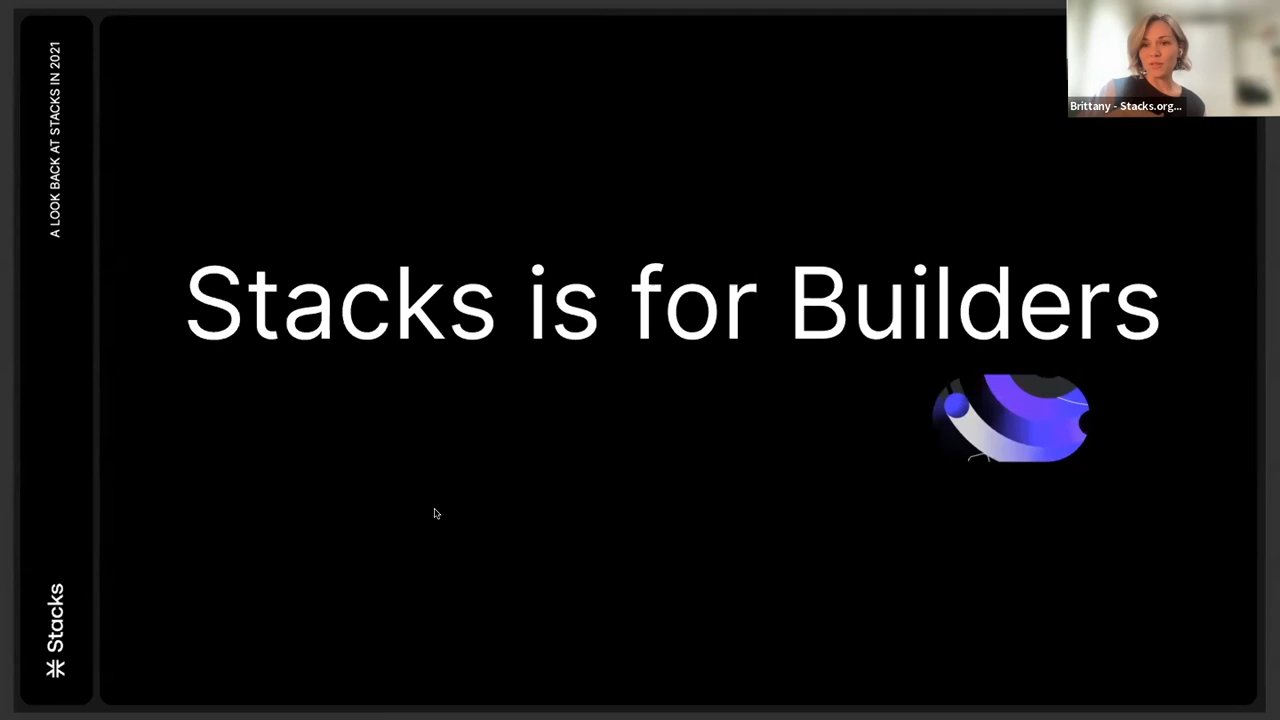 A LOOK BACK AT STACKS IN 2021
Stacks is for Builders
Brittany - Stacks.org...
Stacks